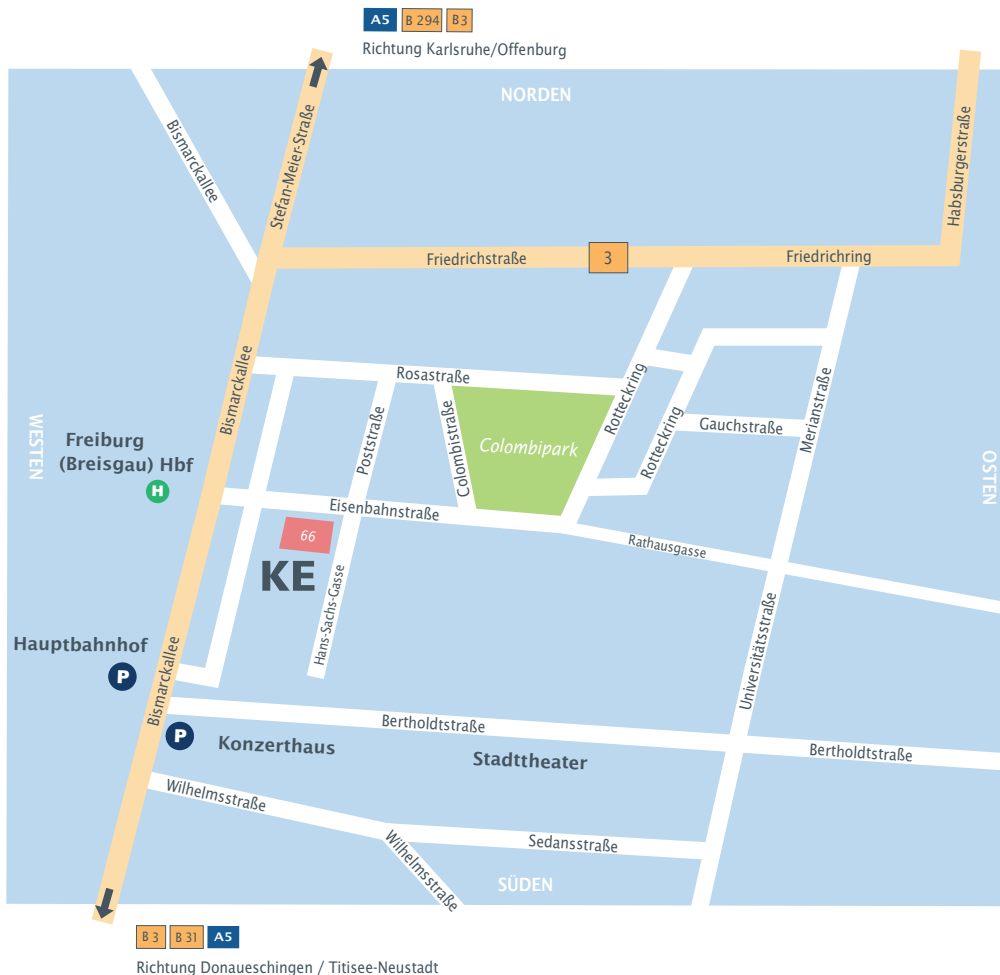 A5 B 294 B3
Richtung Karlsruhe/Offenburg
NORDEN
Bismarckallee
Stefan-Meier-Straße
Habsburgerstraße
Friedrichstraße
3
Friedrichring
Bismarckallee
Rosastraße
Rotteckring
Merianstraße
WESTEN
Freiburg
(Breisgau) Hbf
H
Poststraße
Colombistraße
Colombipark
Rotteckring
Gauchstraße
OSTEN
Eisenbahnstraße
66
KE
Rathausgasse
Hans-Sachs-Gasse
Universitätsstraße
Hauptbahnhof
P
Bismarckallee
P
Konzerthaus
Bertholdtstraße
Stadttheater
Bertholdtstraße
Wilhelmsstraße
Wilhelmsstraße
Sedansstraße
SÜDEN
B 3 B 31 A5
Richtung Donaueschingen / Titisee-Neustadt